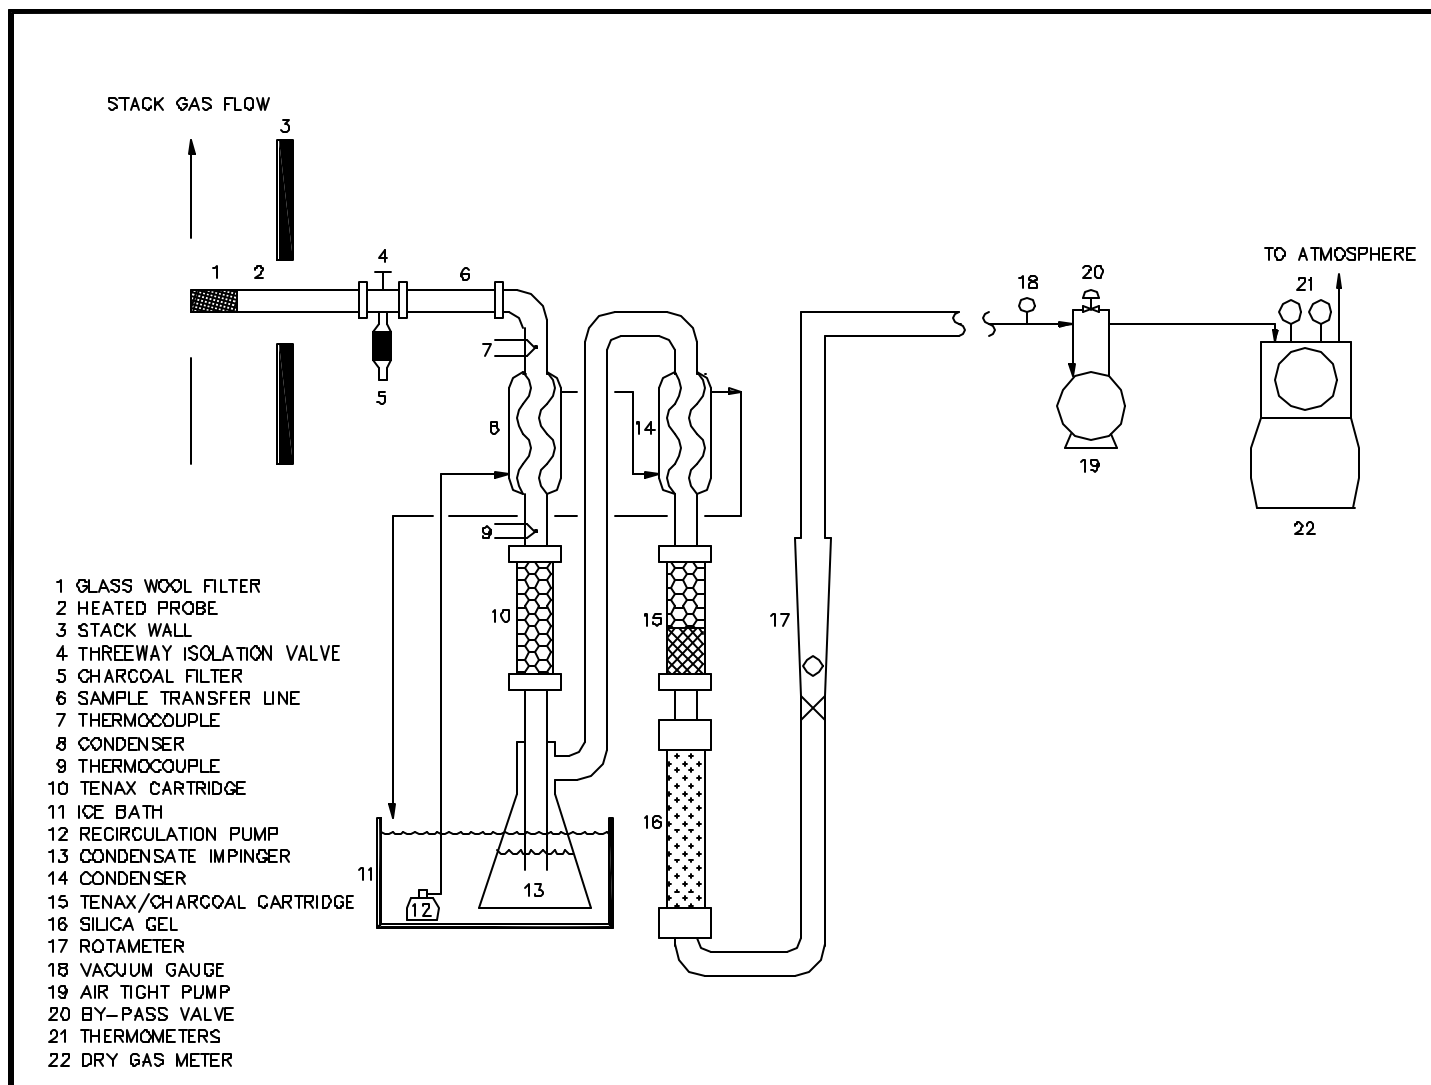 STACK GAS FLOW
3
4
TO ATMOSPHERE
1
2
6
18
20
21
7
5
8
14
19
9
22
10
15
17
16
11
12
13
1 GLASS WOOL FILTER
2 HEATED PROBE
3 STACK WALL
4 THREEWAY ISOLATION VALVE
5 CHARCOAL FILTER
6 SAMPLE TRANSFER LINE
7 THERMOCOUPLE
8 CONDENSER
9 THERMOCOUPLE
10 TENAX CARTRIDGE
11 ICE BATH
12 RECIRCULATION PUMP
13 CONDENSATE IMPINGER
14 CONDENSER
15 TENAX/CHARCOAL CARTRIDGE
16 SILICA GEL
17 ROTAMETER
18 VACUUM GAUGE
19 AIR TIGHT PUMP
20 BY-PASS VALVE
21 THERMOMETERS
22 DRY GAS METER